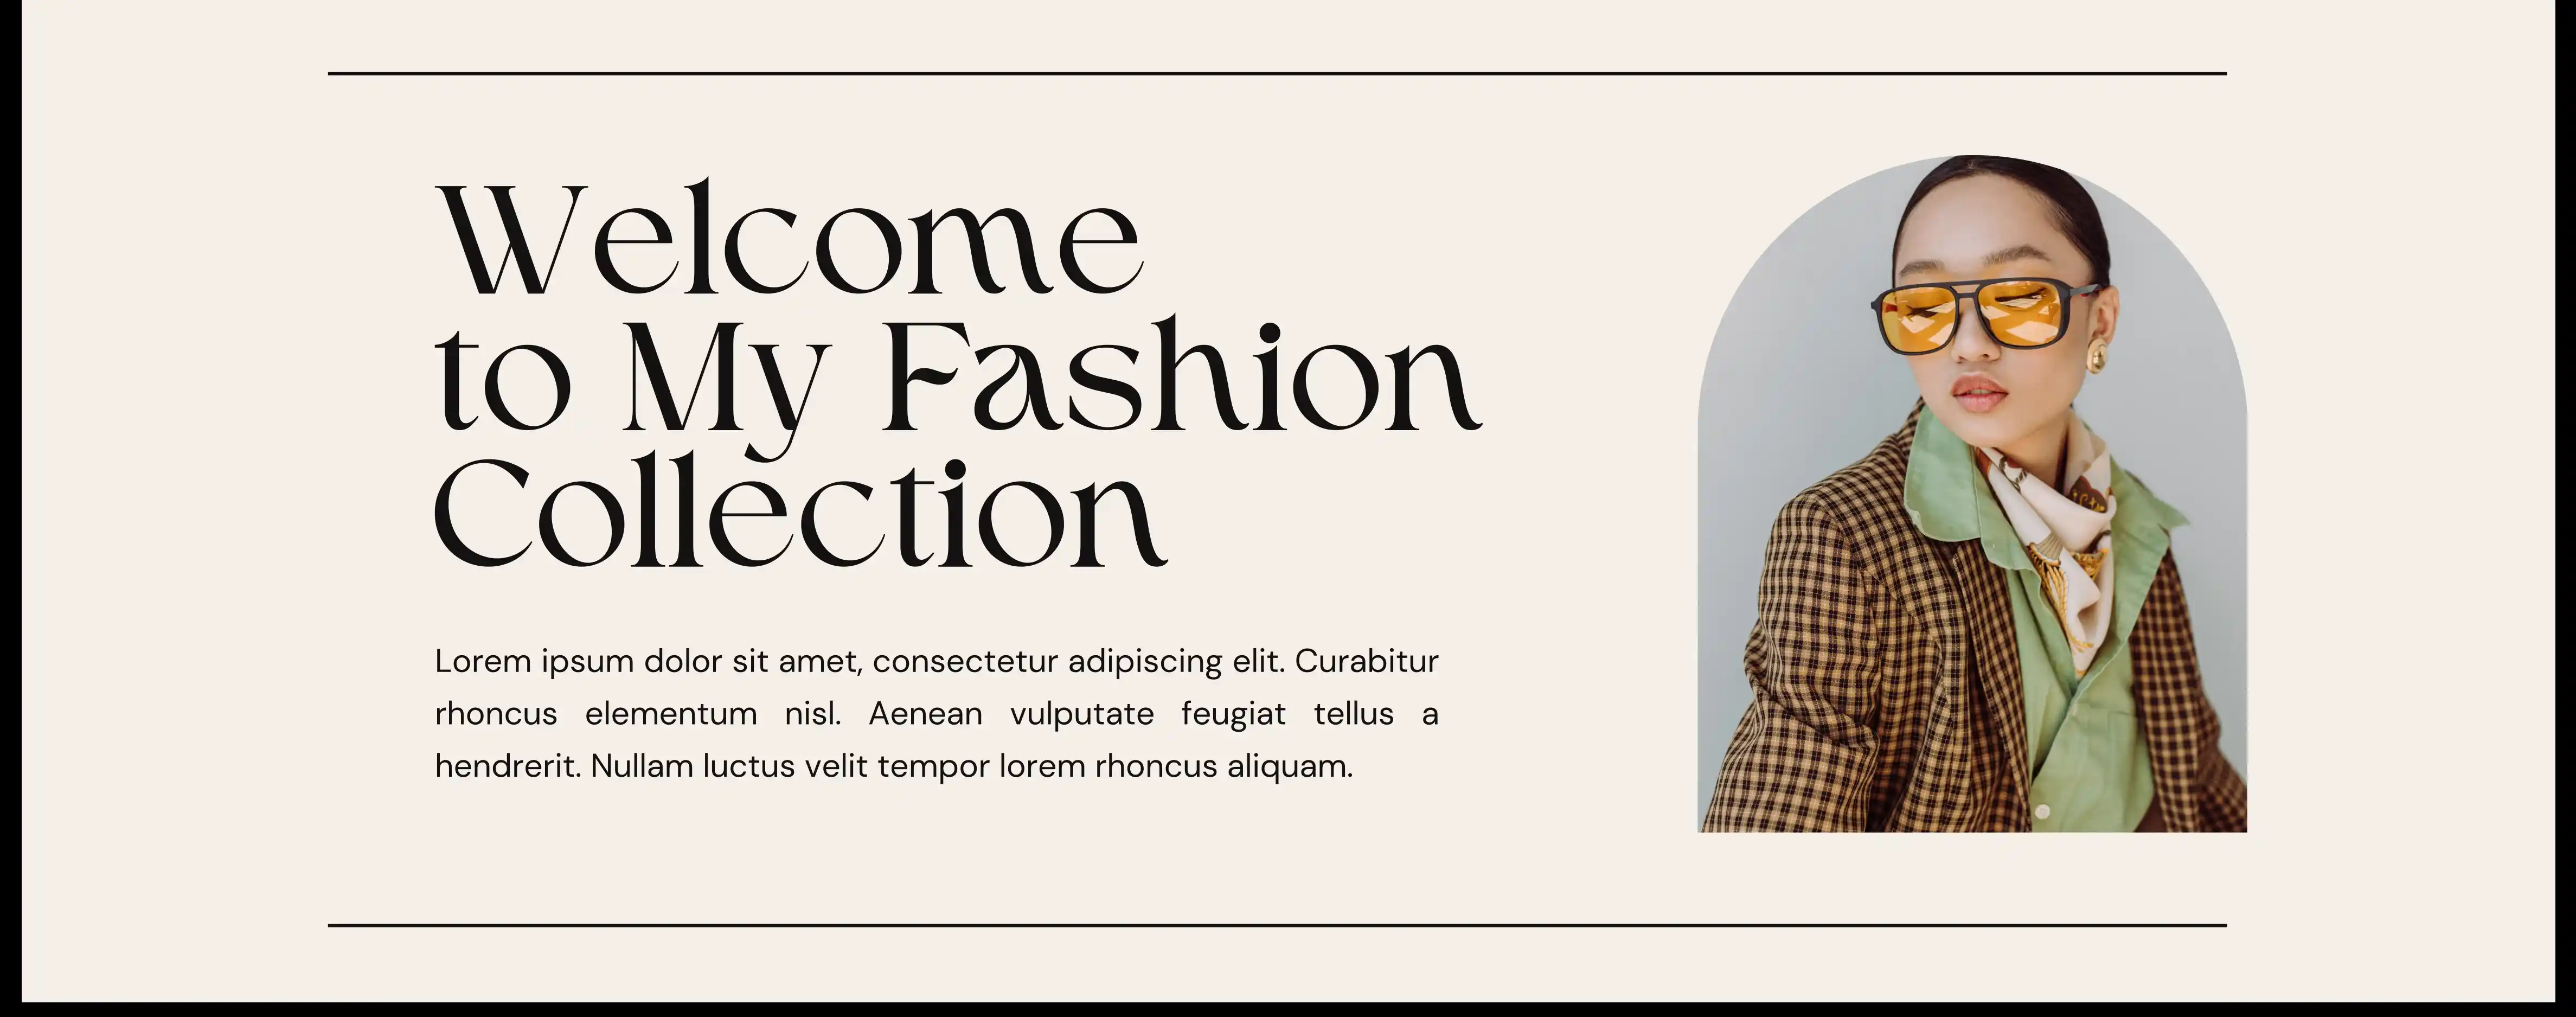 Welcome
to My Fashion
Collection
Lorem ipsum dolor sit amet, consectetur adipiscing elit. Curabitur
rhoncus elementum nisl. Aenean vulputate feugiat tellus a
hendrerit. Nullam luctus velit tempor lorem rhoncus aliquam.